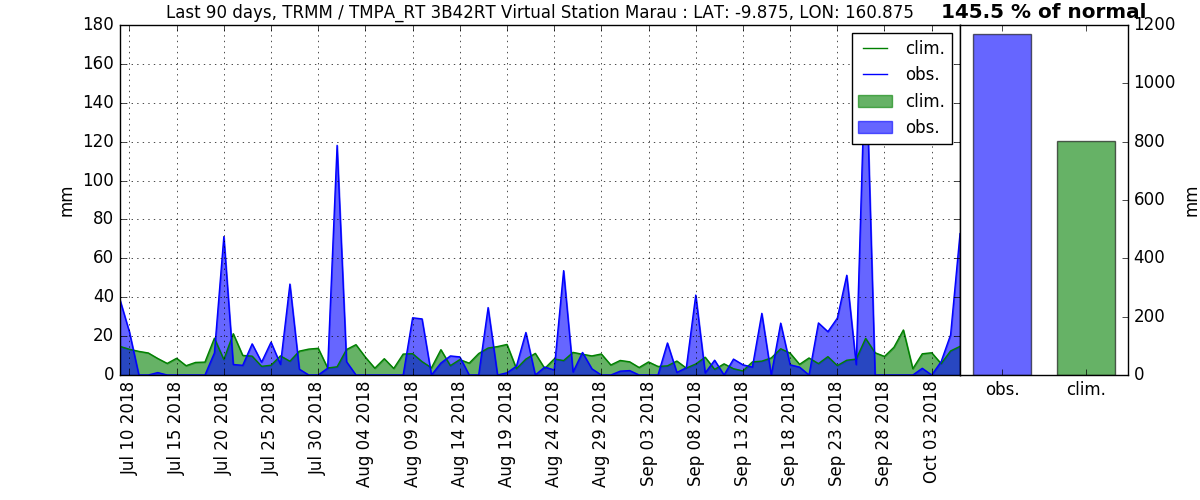 Last 90 days, TRMM / TMPA_RT 3B42RT Virtual Station Marau : LAT: -9.875, LON: 160.875
145.5 % of normal
180
160
140
120
100
80
60
40
20
0
mm
clim.
obs.
clim.
obs.
1200
1000
800
600
400
200
0
mm
obs.
clim.
Jul 10 2018
Jul 15 2018
Jul 20 2018
Jul 25 2018
Jul 30 2018
Aug 04 2018
Aug 09 2018
Aug 14 2018
Aug 19 2018
Aug 24 2018
Aug 29 2018
Sep 03 2018
Sep 08 2018
Sep 13 2018
Sep 18 2018
Sep 23 2018
Sep 28 2018
Oct 03 2018